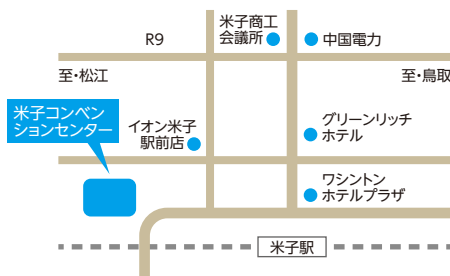 米子商工
会議所
R9
中国電力
至・松江
至・鳥取
米子コンベン
ションセンター
イオン米子
駅前店
グリーンリッチ
ホテル
ワシントン
ホテルプラザ
米子駅